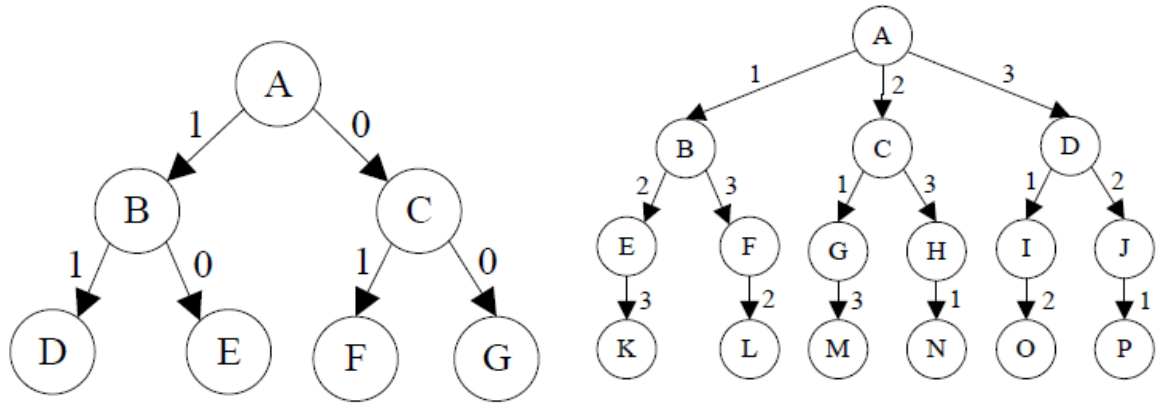 A
1 0
B C
1 0 1 0
D E F G
A
1 2 3
B C D
2 3 1 3 1 2
E F G H I J
3 2 3 1 2 1
K L M N O P